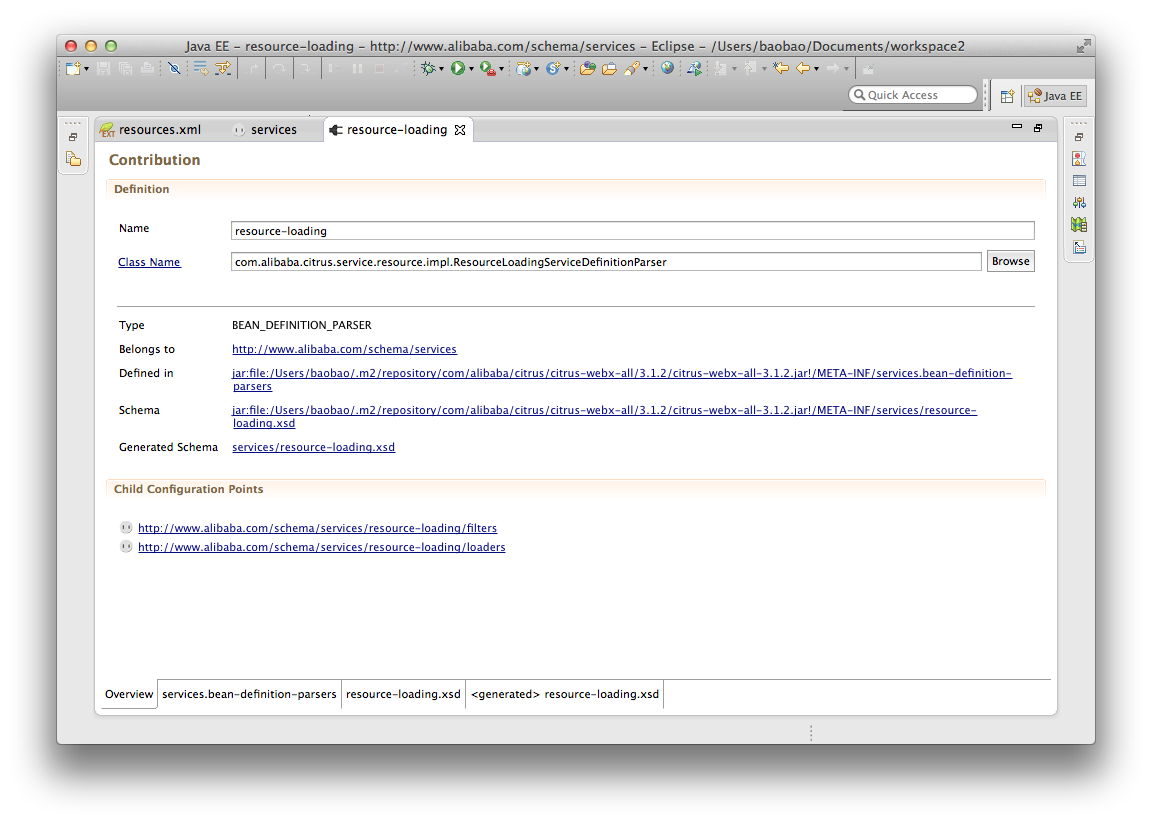 Java EE – resource-loading – http://www.alibaba.com/schema/services – Eclipse – /Users/baobao/Documents/workspace2
Quick Access
Java EE
EXT resources.xml services resource-loading
Contribution
Definition
Name resource-loading
Class Name com.alibaba.citrus.service.resource.impl.ResourceLoadingServiceDefinitionParser Browse
Type BEAN_DEFINITION_PARSER
Belongs to http://www.alibaba.com/schema/services
Defined in jar:file:/Users/baobao/.m2/repository/com/alibaba/citrus/citrus-webx-all/3.1.2/citrus-webx-all-3.1.2.jar!/META-INF/services.bean-definition-
parsers
Schema jar:file:/Users/baobao/.m2/repository/com/alibaba/citrus/citrus-webx-all/3.1.2/citrus-webx-all-3.1.2.jar!/META-INF/services/resource-
loading.xsd
Generated Schema services/resource-loading.xsd
Child Configuration Points
http://www.alibaba.com/schema/services/resource-loading/filters
http://www.alibaba.com/schema/services/resource-loading/loaders
Overview services.bean-definition-parsers resource-loading.xsd <generated> resource-loading.xsd